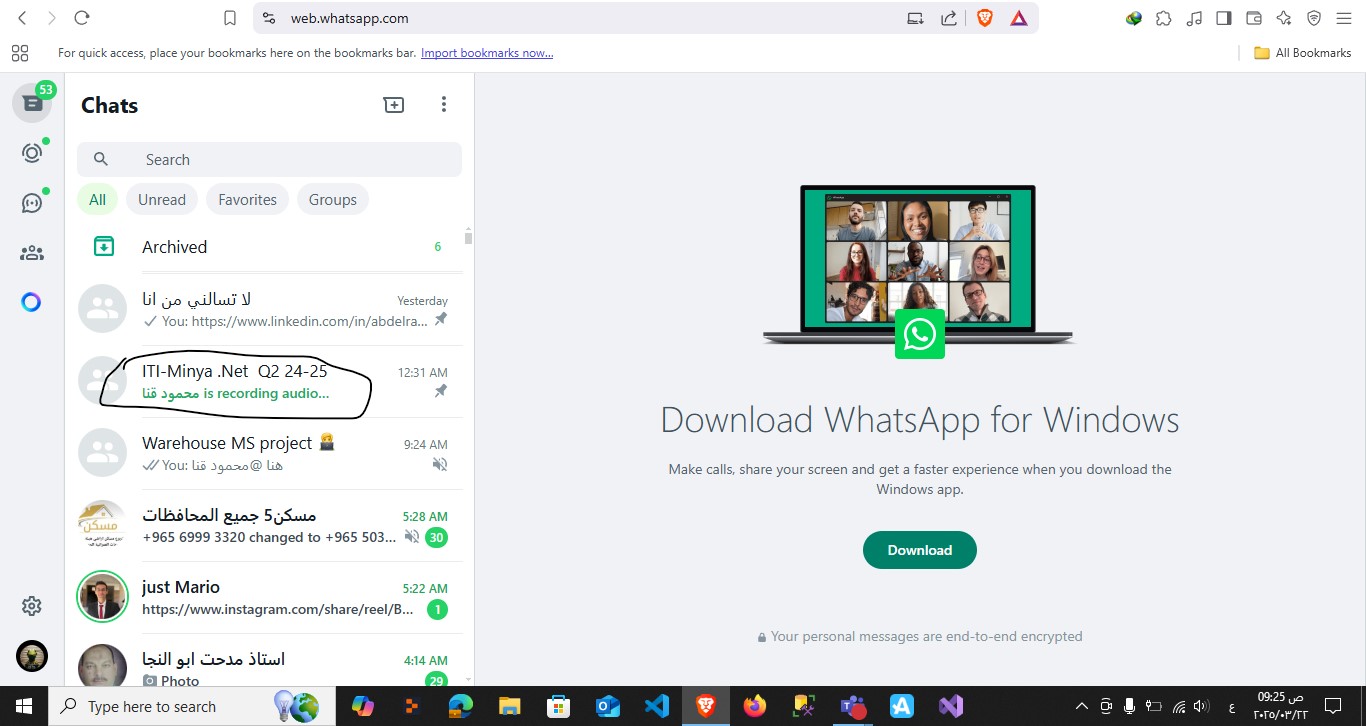 web.whatsapp.com
For quick access, place your bookmarks here on the bookmarks bar. Import bookmarks now...
All Bookmarks
53
Chats
Search
All
Unread
Favorites
Groups
Archived
6
لا تسالني من انا
Yesterday
You: https://www.linkedin.com/in/abdelra...
ITI-Minya .Net Q2 24-25
12:31 AM
محمود قنا is recording audio...
Warehouse MS project
9:24 AM
You: هنا @محمود قنا
مسكن5 جميع المحافظات
5:28 AM
+965 6999 3320 changed to +965 503...
30
مسكن
just Mario
5:22 AM
https://www.instagram.com/share/reel/B...
1
استاذ مدحت ابو النجا
4:14 AM
Photo
29
Download WhatsApp for Windows
Make calls, share your screen and get a faster experience when you download the
Windows app.
Download
Your personal messages are end-to-end encrypted
Type here to search
ع
09:25 ص
٢٠٢٥/٠٣/٢٢